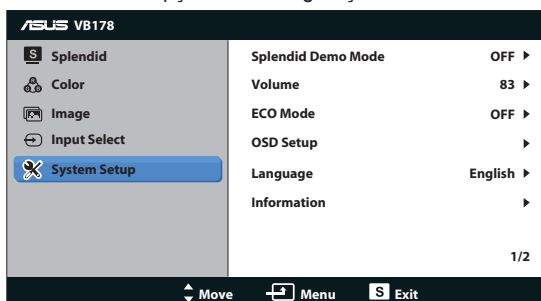 ASUS VB178
S Splendid
Color
Image
Input Select
System Setup
Splendid Demo Mode OFF
Volume 83
ECO Mode OFF
OSD Setup
Language English
Information
1/2
Move Menu S Exit